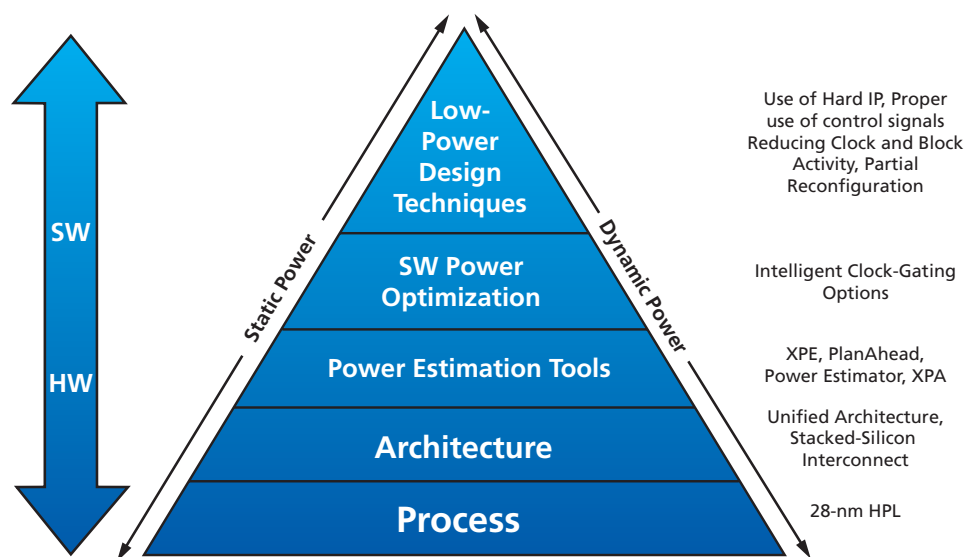 SW
HW
Static Power
Dynamic Power
Low-
Power
Design
Techniques
SW Power
Optimization
Power Estimation Tools
Architecture
Process
Use of Hard IP, Proper
use of control signals
Reducing Clock and Block
Activity, Partial
Reconfiguration
Intelligent Clock-Gating
Options
XPE, PlanAhead,
Power Estimator, XPA
Unified Architecture,
Stacked-Silicon
Interconnect
28-nm HPL